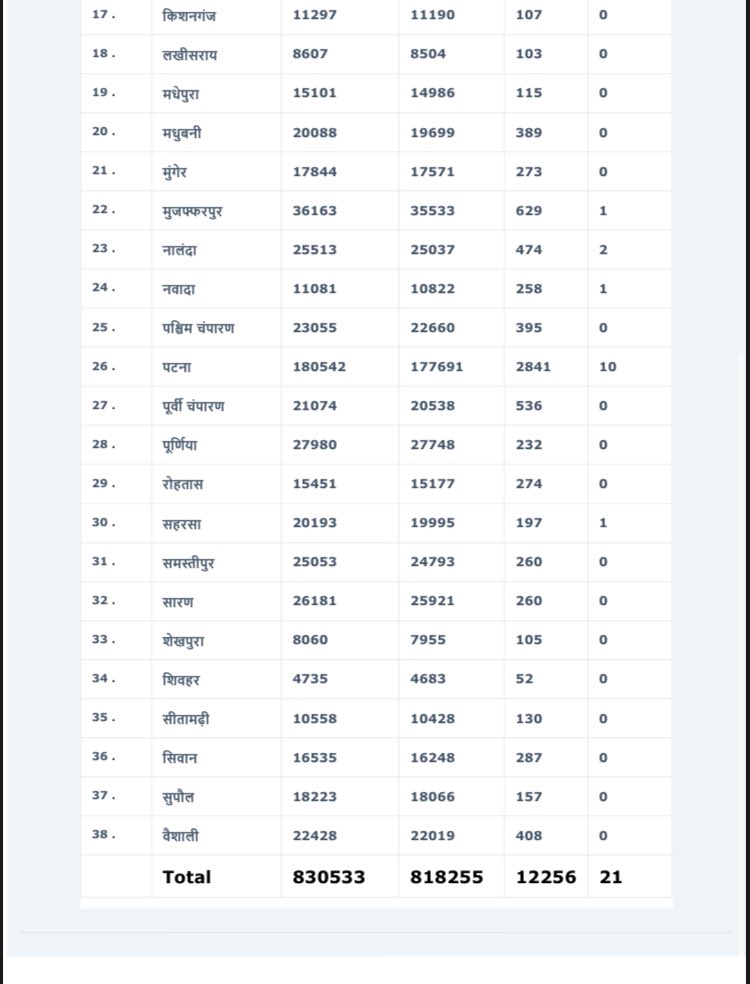 17. किशनगंज 11297 11190 107 0
18. लखीसराय 8607 8504 103 0
19. मधेपुरा 15101 14986 115 0
20. मधुबनी 20088 19699 389 0
21. मुंगेर 17844 17571 273 0
22. मुजफ्फरपुर 36163 35533 629 1
23. नालंदा 25513 25037 474 2
24. नवादा 11081 10822 258 1
25. पश्चिम चंपारण 23055 22660 395 0
26. पटना 180542 177691 2841 10
27. पूर्वी चंपारण 21074 20538 536 0
28. पूर्णिया 27980 27748 232 0
29. रोहतास 15451 15177 274 0
30. सहरसा 20193 19995 197 1
31. समस्तीपुर 25053 24793 260 0
32. सारण 26181 25921 260 0
33. शेखपुरा 8060 7955 105 0
34. शिवहर 4735 4683 52 0
35. सीतामढ़ी 10558 10428 130 0
36. सिवान 16535 16248 287 0
37. सुपौल 18223 18066 157 0
38. वैशाली 22428 22019 408 0
Total 830533 818255 12256 21